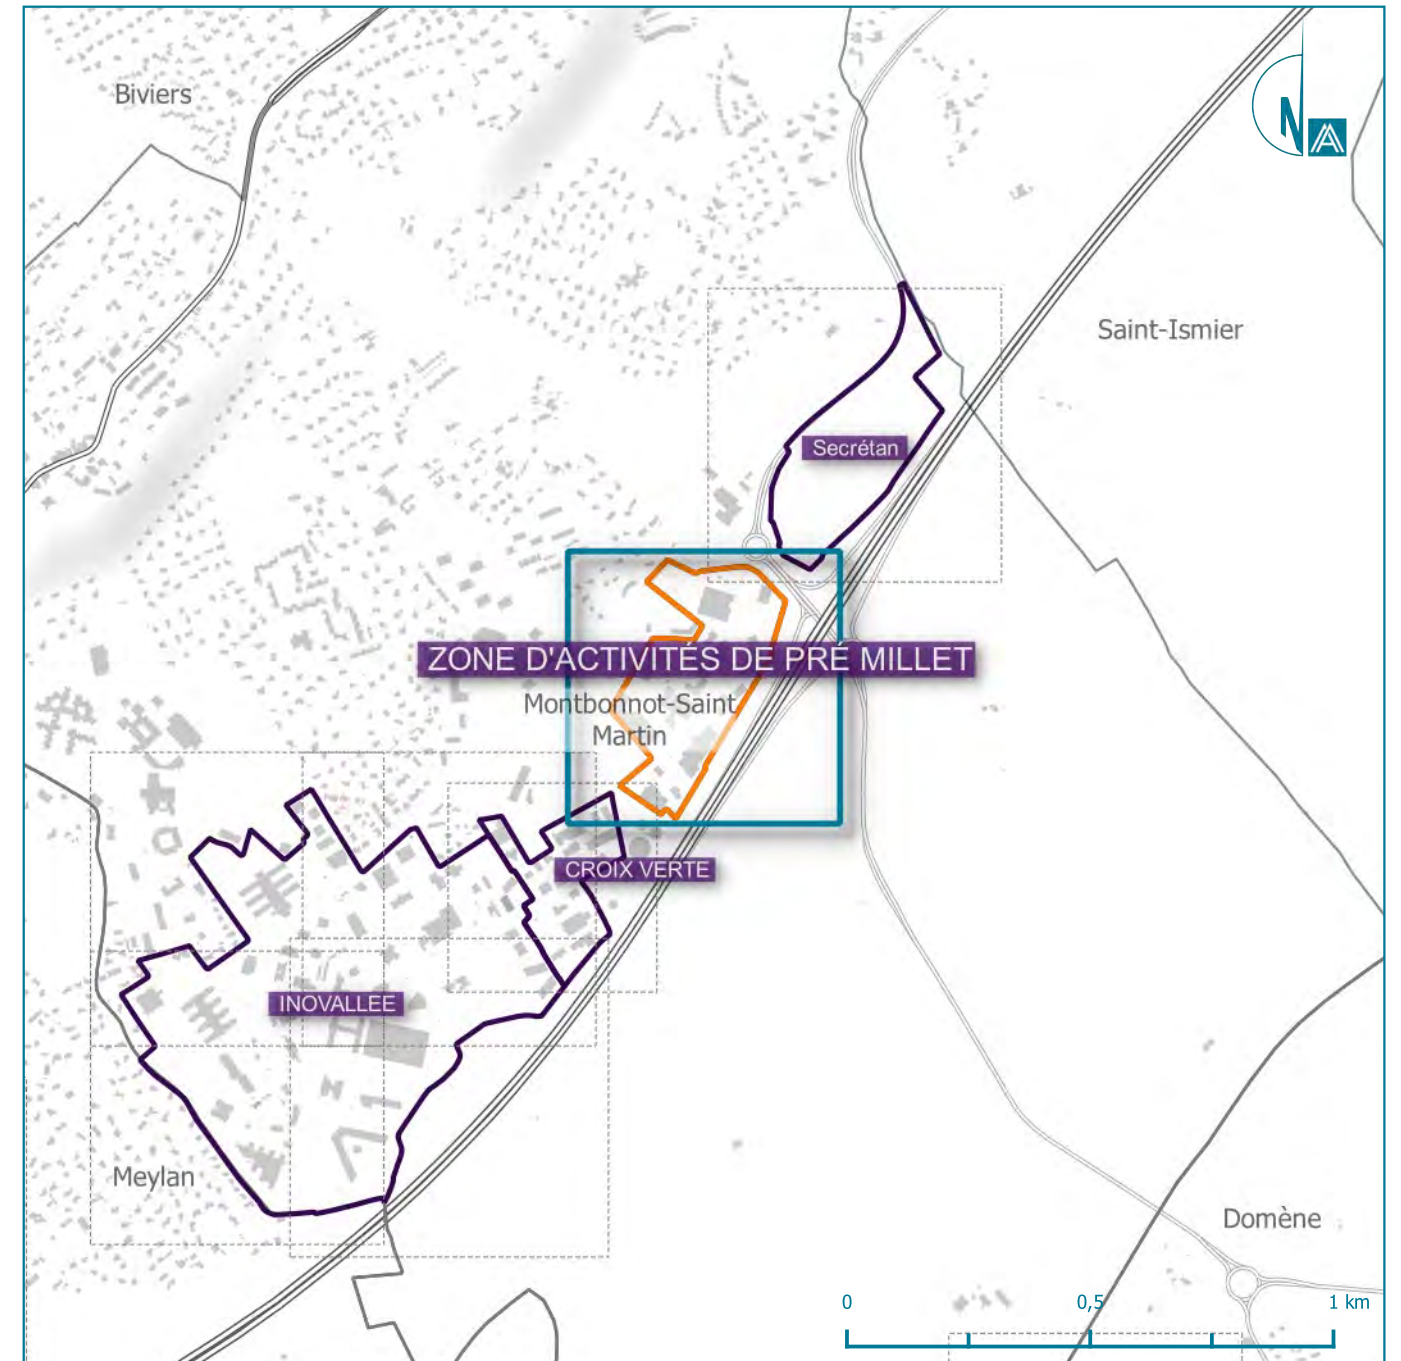 Biviers
N
Saint-Ismier
Secrétan
ZONE D'ACTIVITÉS DE PRÉ MILLET
Montbonnot-Saint
Martin
CROIX VERTE
INOVALLEE
Meylan
Domène
0 0,5 1 km